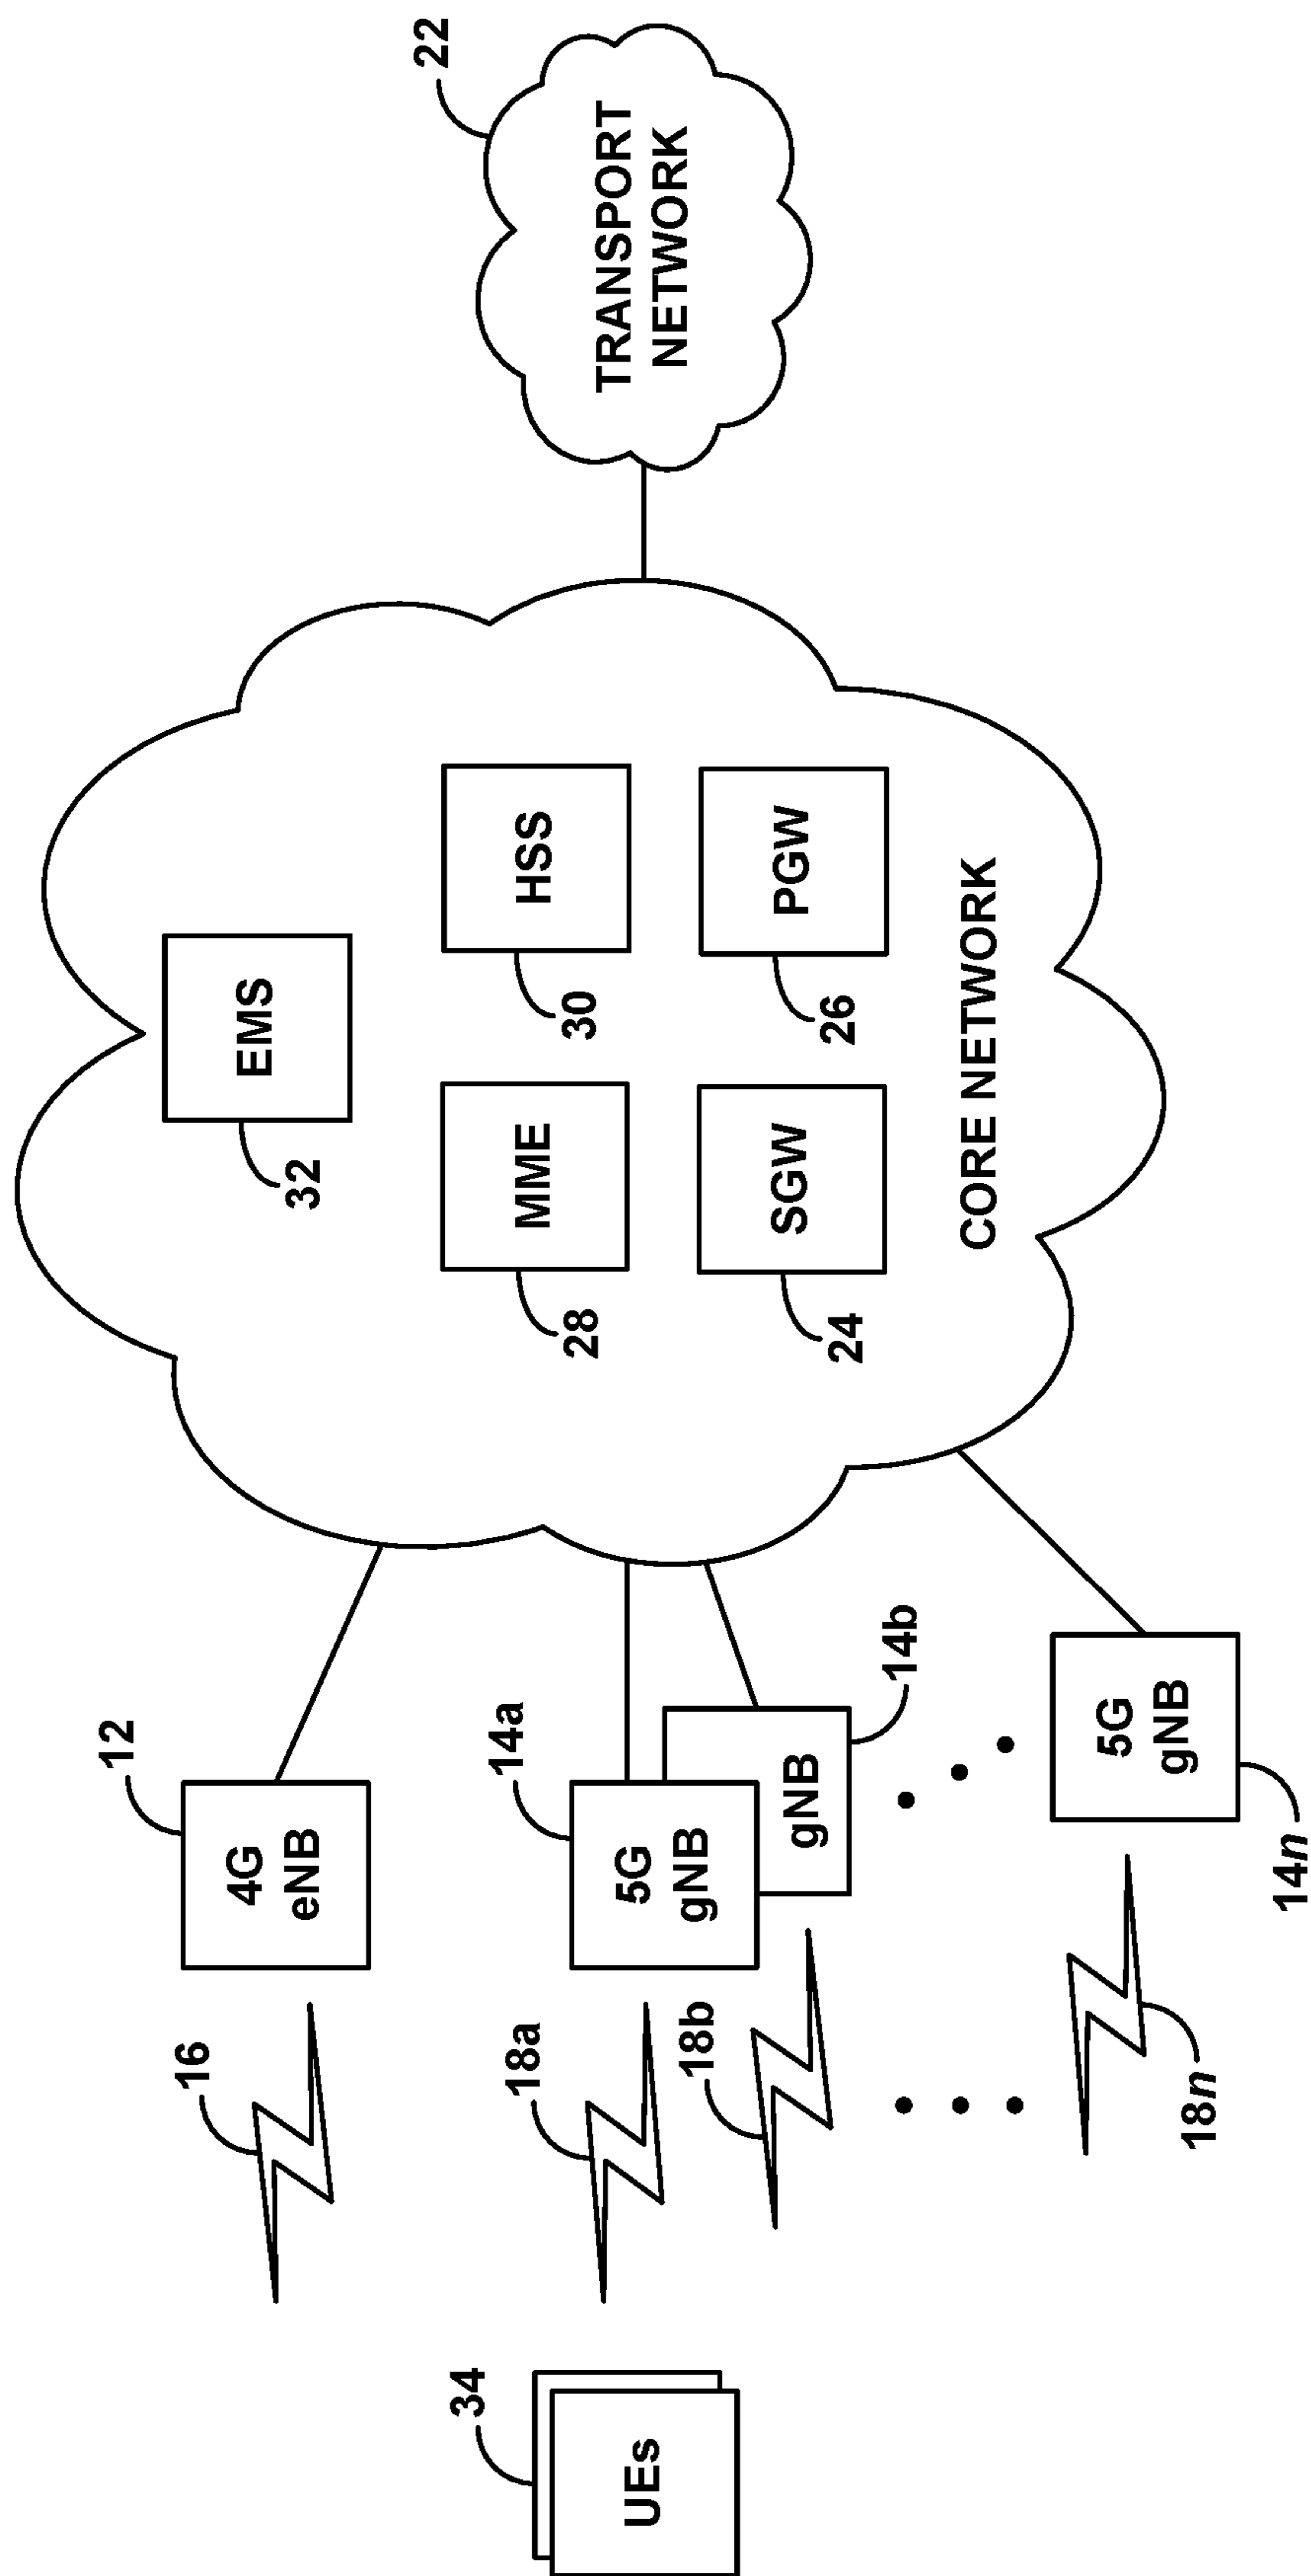 34
UEs
16
18a
18b
18n
12
4G
eNB
14a
5G
gNB
gNB
14b
5G
gNB
14n
32
EMS
28
MME
30
HSS
24
SGW
26
PGW
CORE NETWORK
22
TRANSPORT
NETWORK